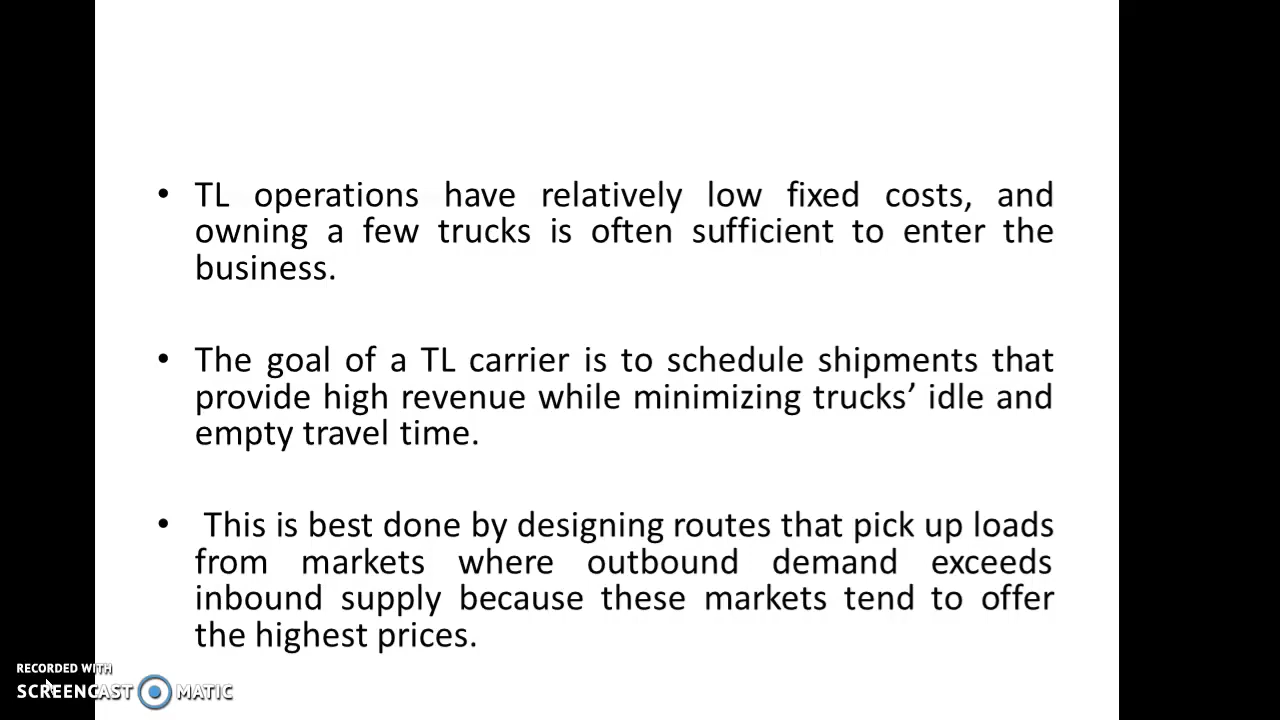 • TL operations have relatively low fixed costs, and
owning a few trucks is often sufficient to enter the
business.
• The goal of a TL carrier is to schedule shipments that
provide high revenue while minimizing trucks’ idle and
empty travel time.
• This is best done by designing routes that pick up loads
from markets where outbound demand exceeds
inbound supply because these markets tend to offer
the highest prices.
RECORDED WITH
SCREENCAST MATIC